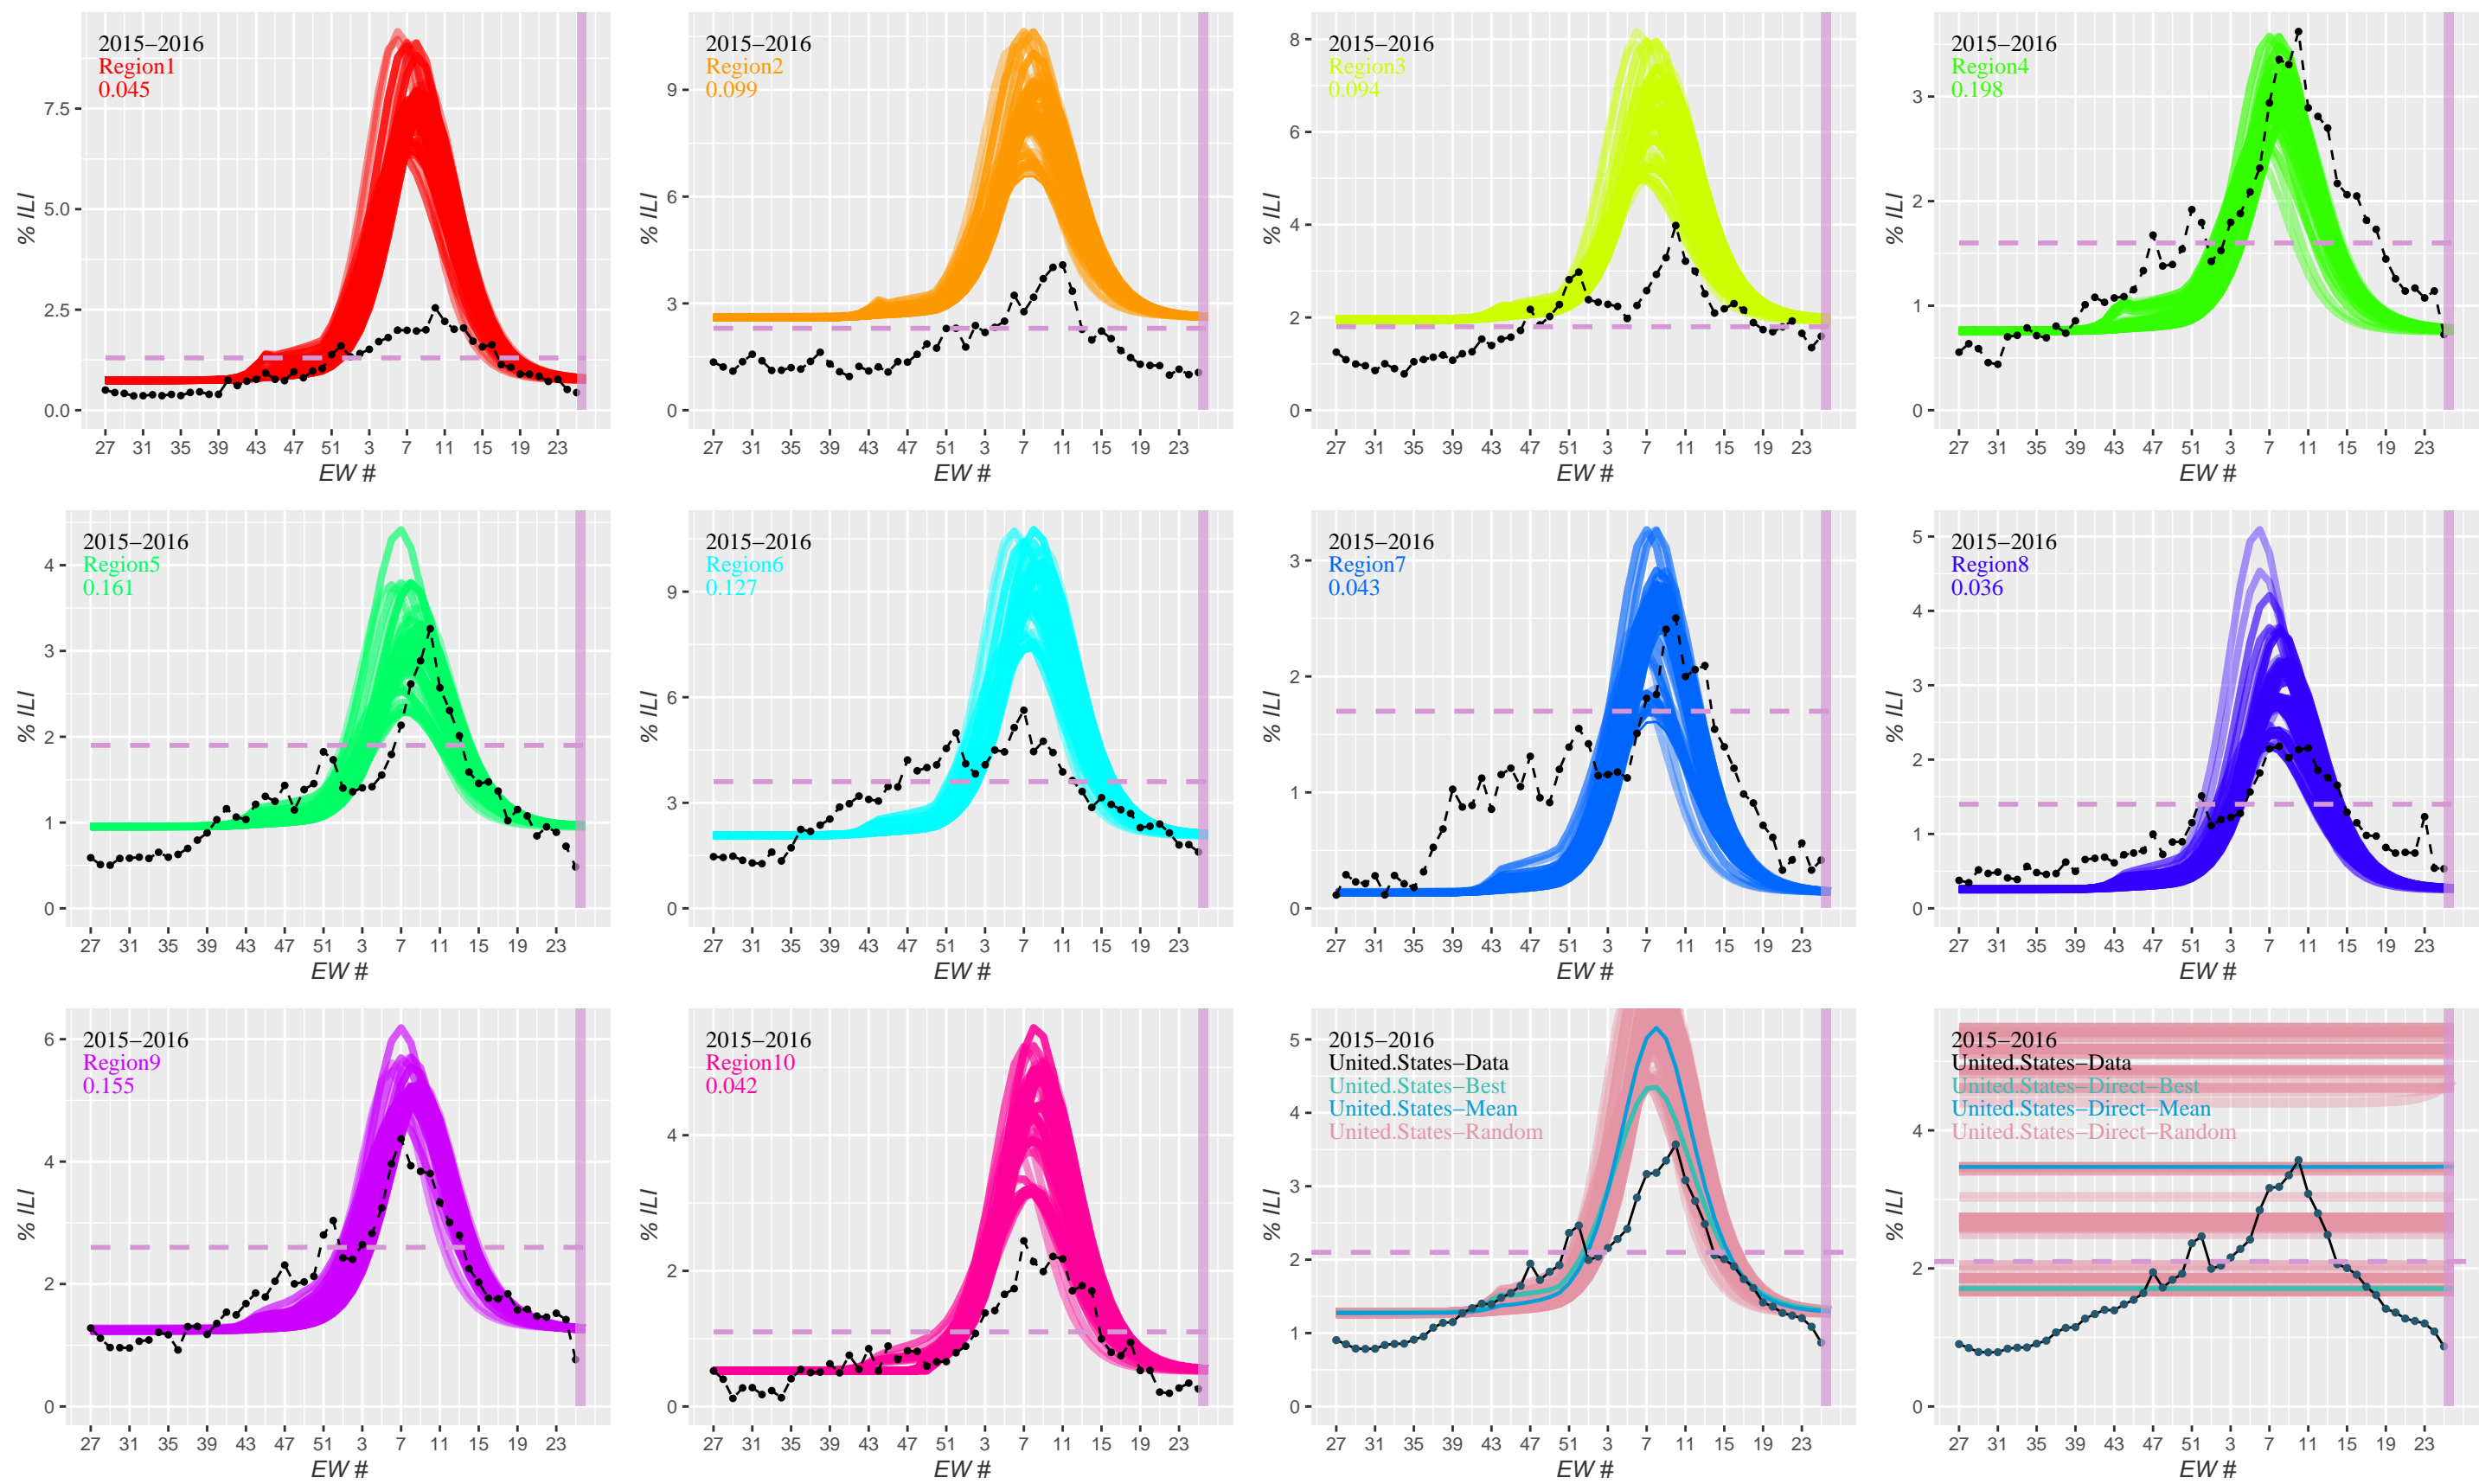 2015−2016
Region1
0.045
% ILI
7.5
5.0
2.5
0.0
27 31 35 39 43 47 51 3 7 11 15 19 23
EW #
2015−2016
Region2
0.099
% ILI
9
6
3
0
27 31 35 39 43 47 51 3 7 11 15 19 23
EW #
2015−2016
Region3
0.094
% ILI
8
6
4
2
0
27 31 35 39 43 47 51 3 7 11 15 19 23
EW #
2015−2016
Region4
0.198
% ILI
3
2
1
0
27 31 35 39 43 47 51 3 7 11 15 19 23
EW #
2015−2016
Region5
0.161
% ILI
4
3
2
1
0
27 31 35 39 43 47 51 3 7 11 15 19 23
EW #
2015−2016
Region6
0.127
% ILI
9
6
3
0
27 31 35 39 43 47 51 3 7 11 15 19 23
EW #
2015−2016
Region7
0.043
% ILI
3
2
1
0
27 31 35 39 43 47 51 3 7 11 15 19 23
EW #
2015−2016
Region8
0.036
% ILI
5
4
3
2
1
0
27 31 35 39 43 47 51 3 7 11 15 19 23
EW #
2015−2016
Region9
0.155
% ILI
6
4
2
0
27 31 35 39 43 47 51 3 7 11 15 19 23
EW #
2015−2016
Region10
0.042
% ILI
4
2
0
27 31 35 39 43 47 51 3 7 11 15 19 23
EW #
2015−2016
United.States−Data
United.States−Best
United.States−Mean
United.States−Random
% ILI
5
4
3
2
1
0
27 31 35 39 43 47 51 3 7 11 15 19 23
EW #
2015−2016
United.States−Data
United.States−Direct−Best
United.States−Direct−Mean
United.States−Direct−Random
% ILI
4
2
0
27 31 35 39 43 47 51 3 7 11 15 19 23
EW #